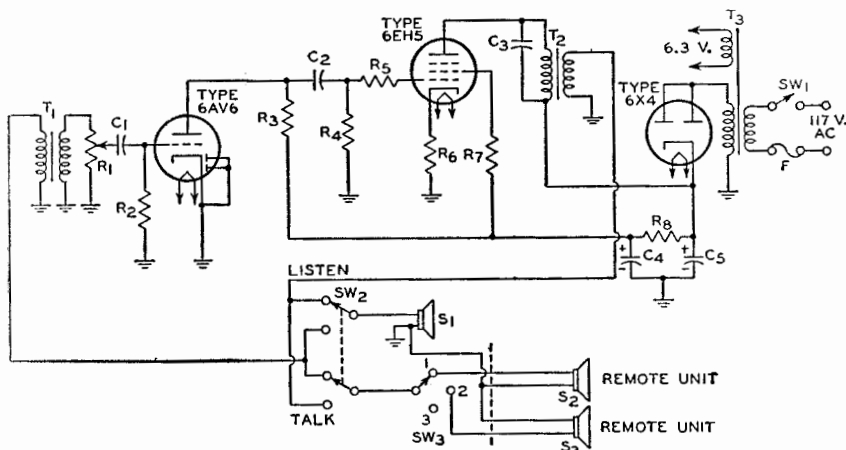 TYPE
6AV6
TYPE
6EH5
TYPE
6X4
T1
C1
R1
R2
R3
C2
R4
R5
R6
R7
C3
T2
6.3 V.
T3
SW1
117 V.
AC
F
R8
C4
C5
+
-
+
-
LISTEN
SW2
S1
TALK
1
2
3
SW3
S2
REMOTE UNIT
S3
REMOTE UNIT